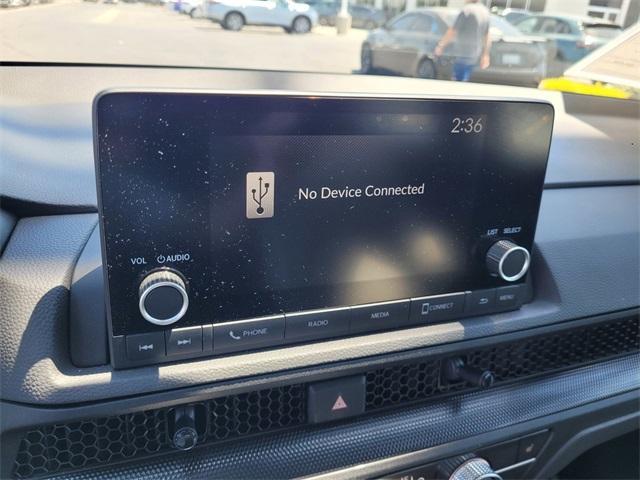 2:36
No Device Connected
VOL AUDIO
LIST SELECT
PHONE
RADIO
MEDIA
CONNECT
MENU